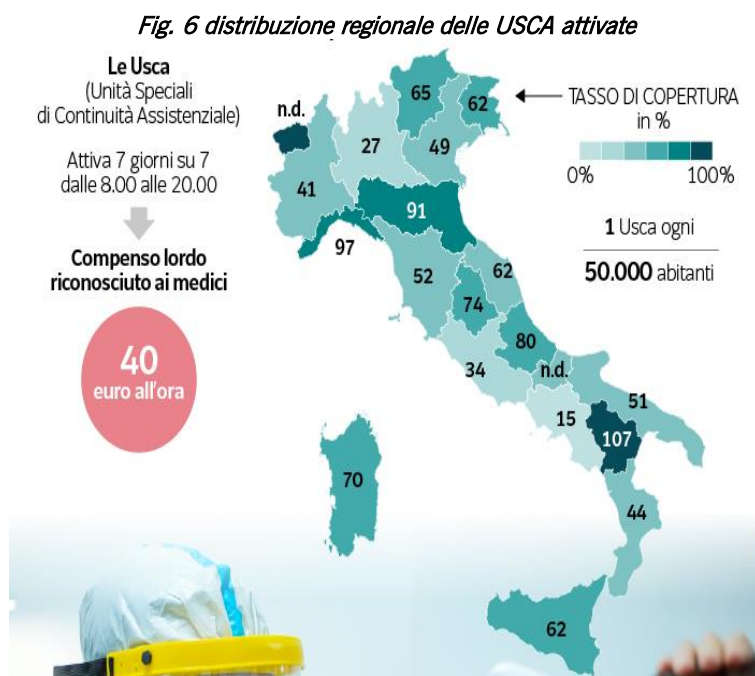 Fig. 6 distribuzione regionale delle USCA attivate
Le Usca
(Unità Speciali
di Continuità Assistenziale)
Attiva 7 giorni su 7
dalle 8.00 alle 20.00
Compenso lordo
riconosciuto ai medici
40
euro all'ora
TASSO DI COPERTURA
in %
0% 100%
1 Usca ogni
50.000 abitanti
n.d.
65
62
27
49
41
91
97
52
62
74
80
34
n.d.
51
15
107
70
44
62